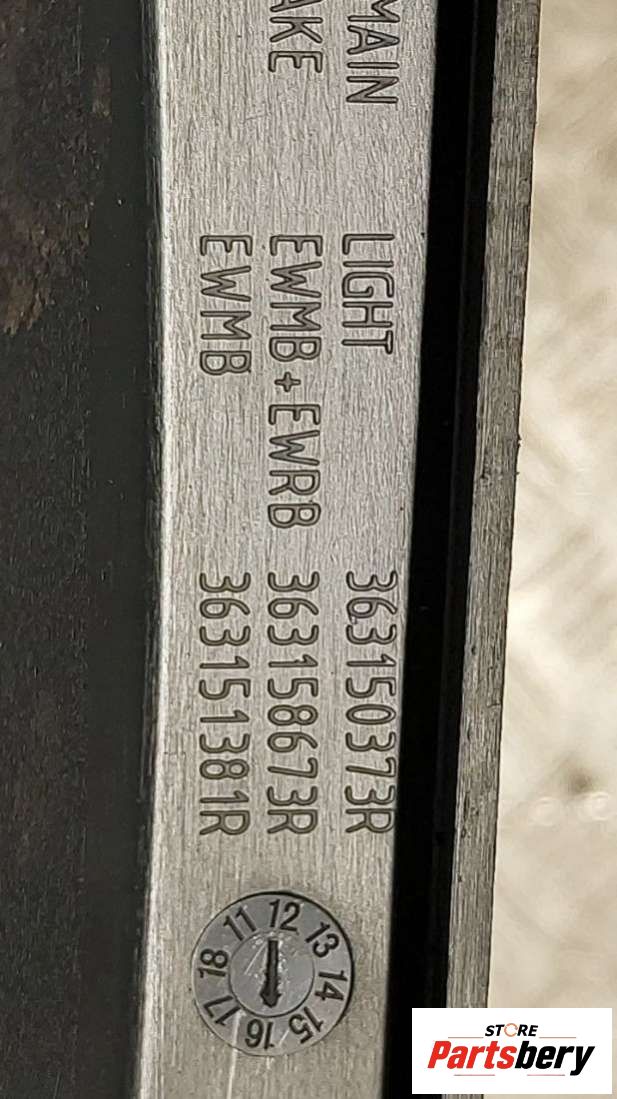 MAIN LIGHT 363150373R
AKE EWMB+EWRB 363158673R
EWMB 363151381R
11 12 13 14 15 16 17 18
STORE
Partsbery